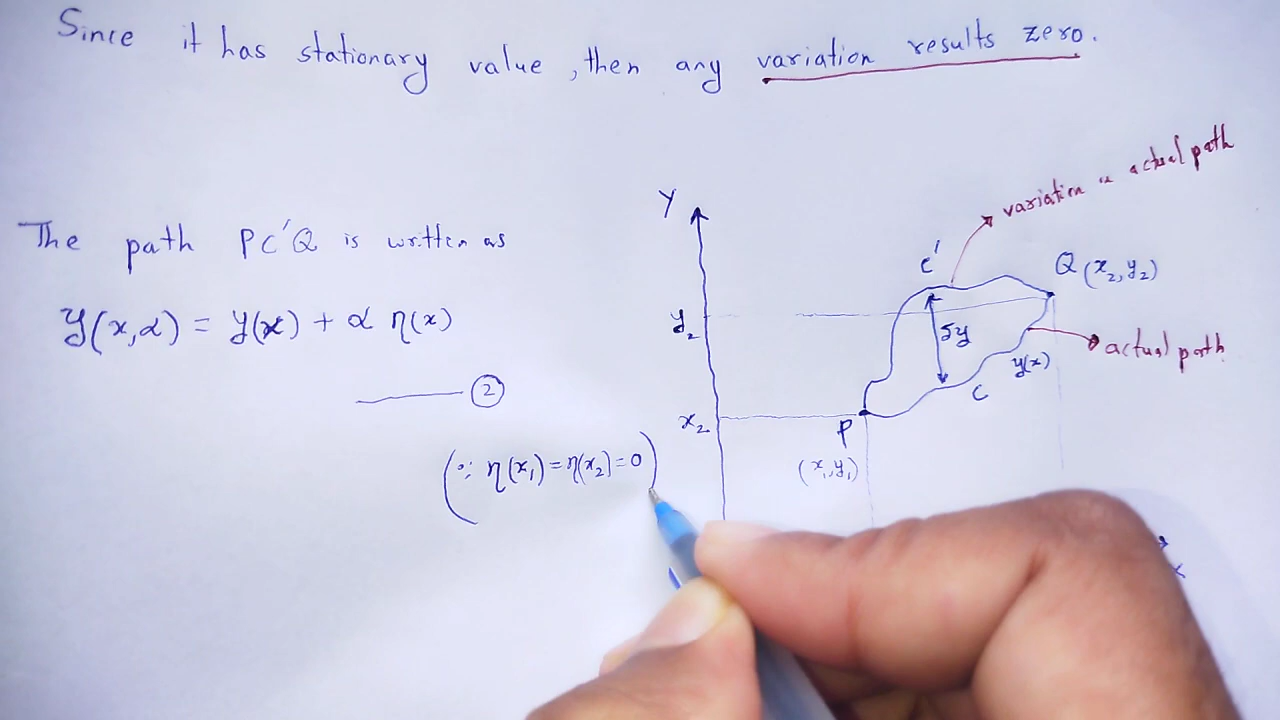 Since it has stationary value, then any variation results zero.
variation in actual path
Y
The path PC'Q is written as
C'
Q (x₂, y₂)
y(x,α) = y(x) + α η(x)
y₂
δy
actual path
y(x)
C
② 
x₂
P
(∵ η(x₁) = η(x₂) = 0)
(x₁, y₁)
x